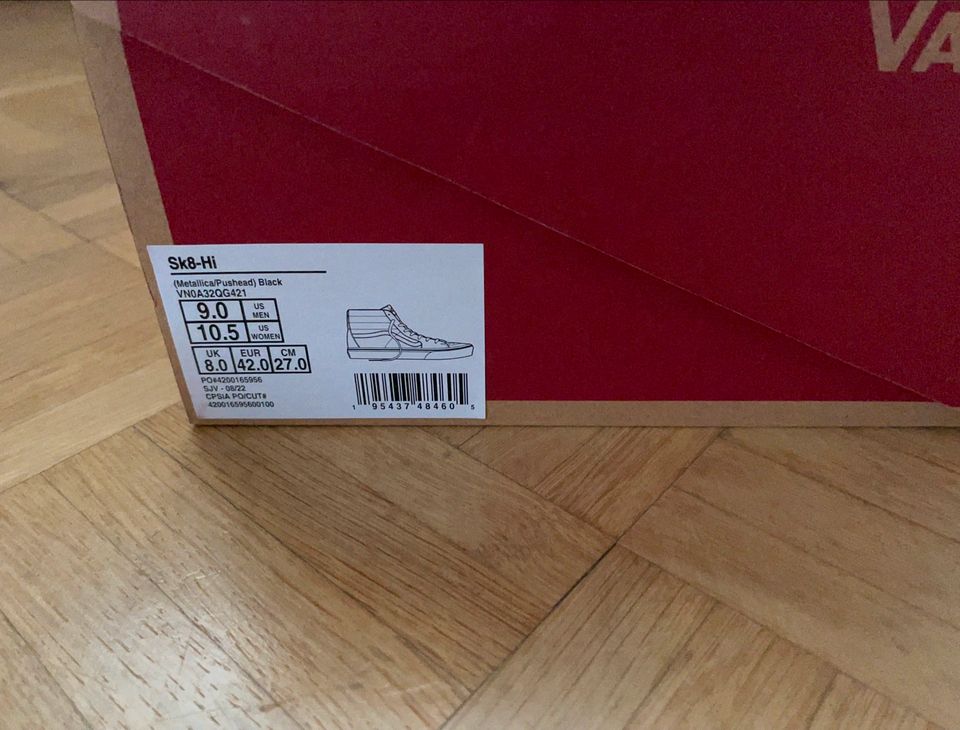 VA
Sk8-Hi
(Metallica/Pushead) Black
VN0A32QG421
9.0 US MEN
10.5 US WOMEN
UK EUR CM
8.0 42.0 27.0
PO#4200165956
SJV - 08/22
CPSIA PO/CUT#
420016595600100
1 95437 48460 5